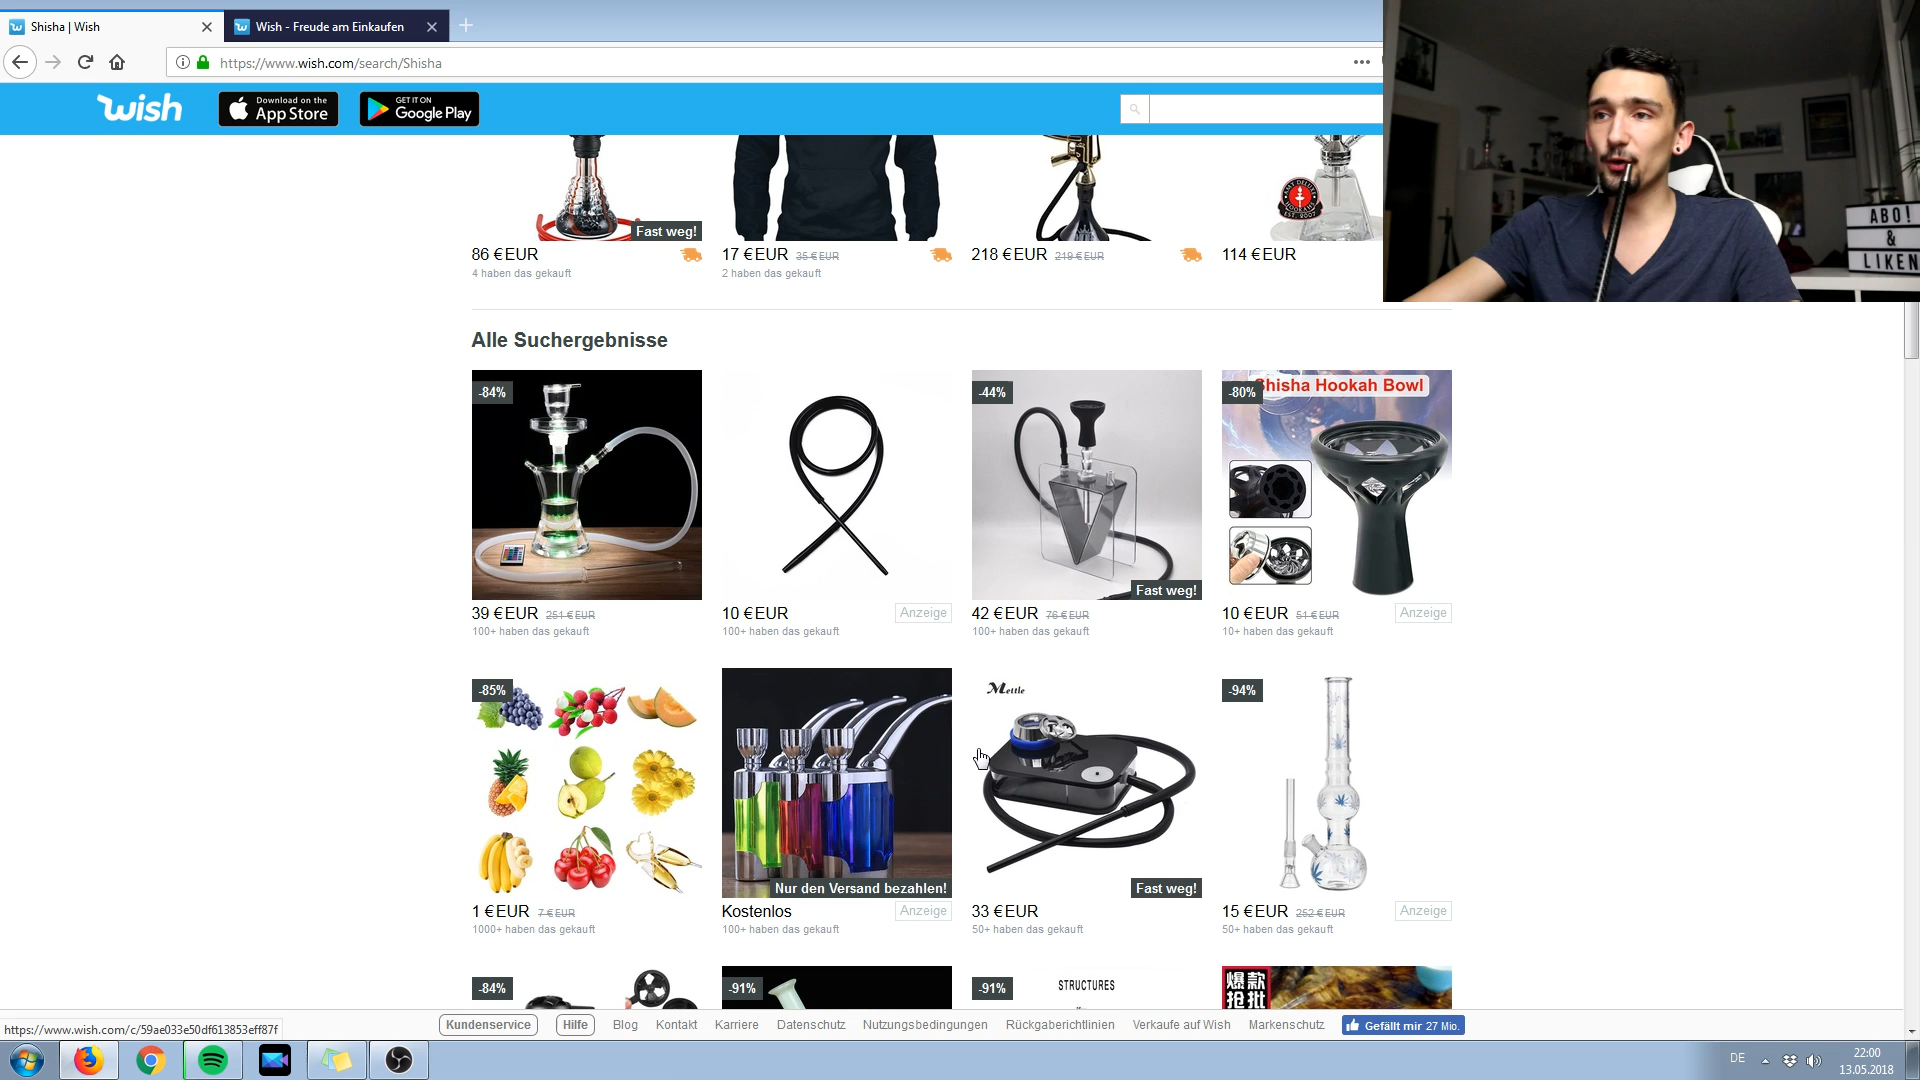 Shisha | Wish
Wish - Freude am Einkaufen
https://www.wish.com/search/Shisha
wish
Download on the
App Store
GET IT ON
Google Play
ABO!
&
LIKEN
Fast weg!
86 € EUR
4 haben das gekauft
17 € EUR 35 € EUR
2 haben das gekauft
218 € EUR 219 € EUR
EST. 2007
114 € EUR
Alle Suchergebnisse
-84%
39 € EUR 251 € EUR
100+ haben das gekauft
10 € EUR
Anzeige
100+ haben das gekauft
-44%
Fast weg!
42 € EUR 76 € EUR
100+ haben das gekauft
-80%
Shisha Hookah Bowl
10 € EUR 51 € EUR
Anzeige
10+ haben das gekauft
-85%
1 € EUR 7 € EUR
1000+ haben das gekauft
Nur den Versand bezahlen!
Kostenlos
Anzeige
100+ haben das gekauft
Mettle
Fast weg!
33 € EUR
50+ haben das gekauft
-94%
15 € EUR 252 € EUR
Anzeige
50+ haben das gekauft
-84%
-91%
-91%
STRUCTURES
爆款
抢批
https://www.wish.com/c/59ae033e50df613853eff87f
Kundenservice
Hilfe
Blog
Kontakt
Karriere
Datenschutz
Nutzungsbedingungen
Rückgaberichtlinien
Verkaufe auf Wish
Markenschutz
Gefällt mir 27 Mio.
DE
22:00
13.05.2018